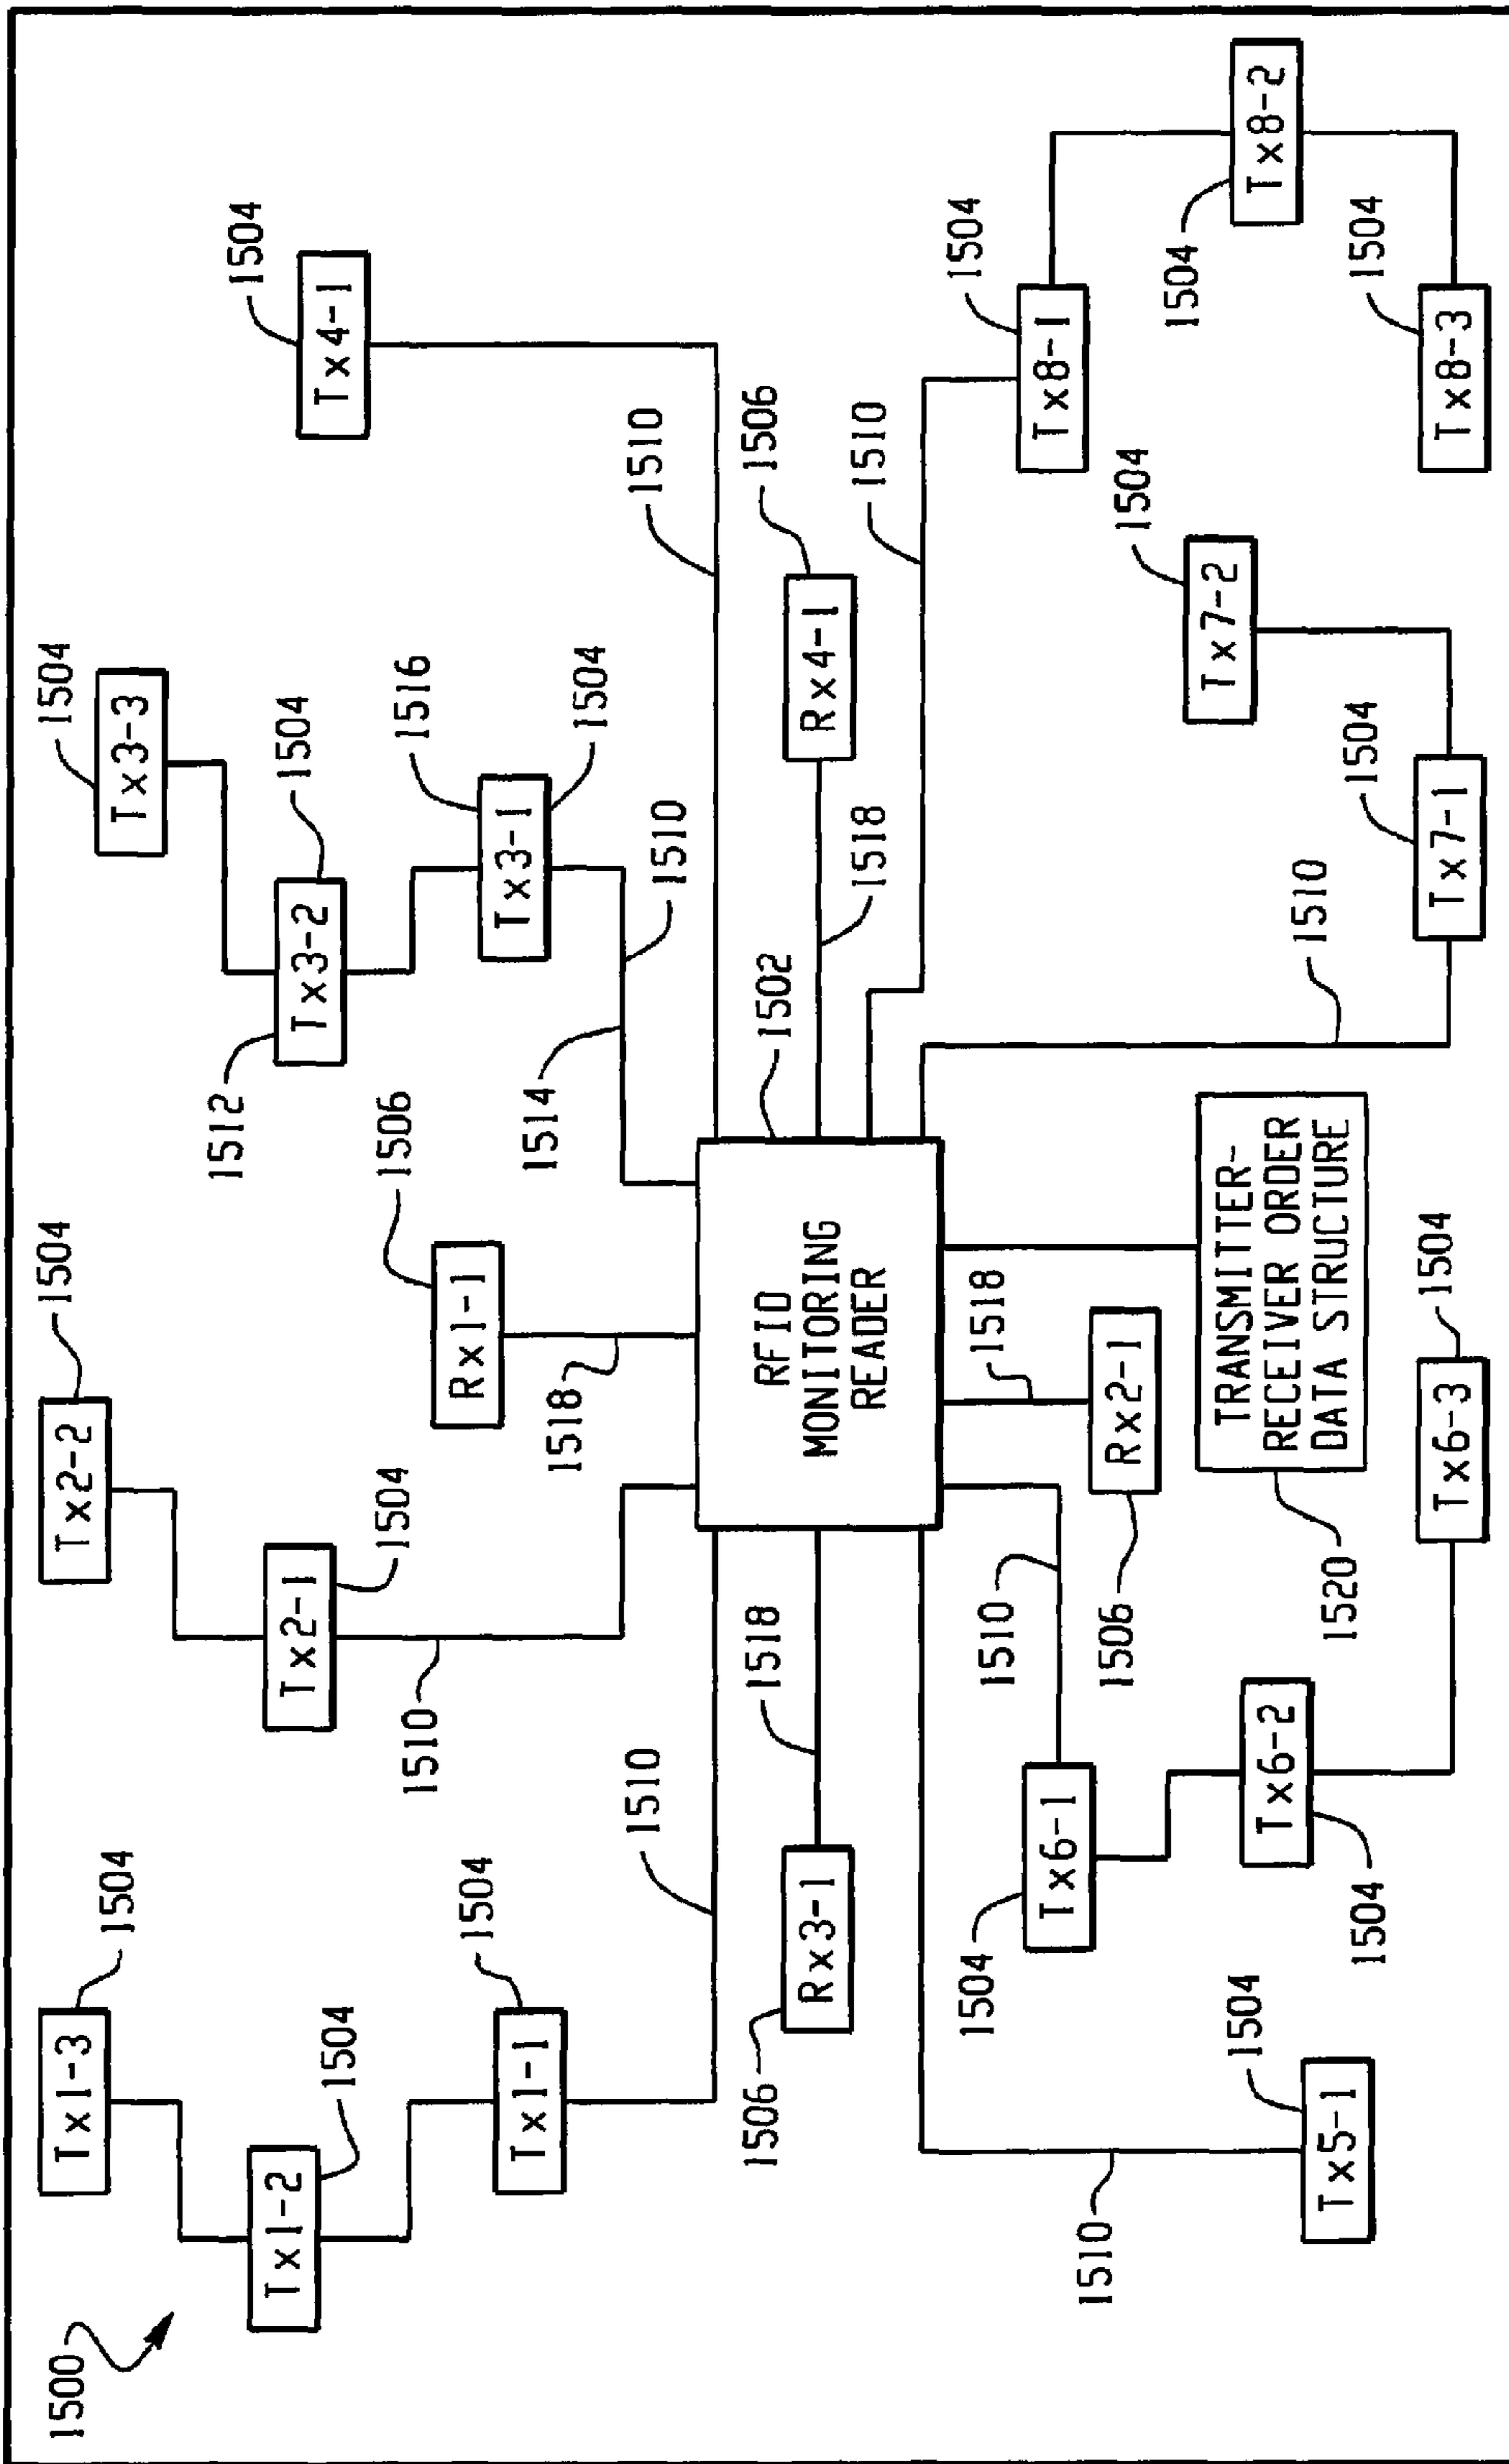 1500
Tx1-3
1504
Tx2-2
1504
Tx3-3
1504
Tx1-2
1504
Tx2-1
1504
1512
Tx3-2
1504
Tx4-1
1504
1510
1506
1516
Tx1-1
1504
Rx1-1
1518
1514
Tx3-1
1504
1510
1510
1510
1506
Rx3-1
1518
RFID
MONITORING
READER
1502
1518
Rx4-1
1506
1510
1504
Tx6-1
1510
1518
Tx8-1
1504
1510
1506
Rx2-1
1504
1504
Tx6-2
1504
TRANSMITTER-
RECEIVER ORDER
DATA STRUCTURE
Tx7-2
Tx8-2
1504
Tx5-1
1520
1510
1504
1504
Tx6-3
1504
Tx7-1
Tx8-3